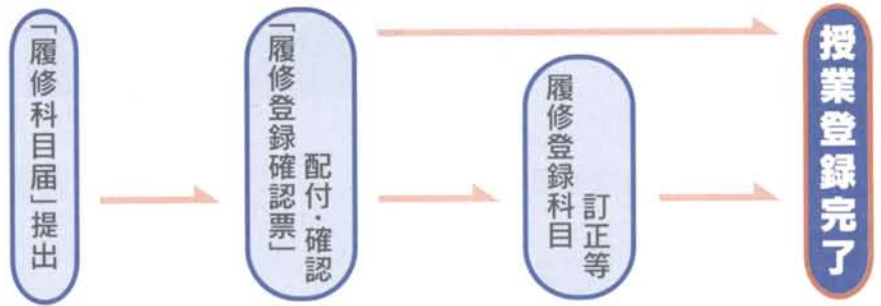 「履修科目届」提出
「履修登録確認票」
配付・確認
履修登録科目
訂正等
授業登録完了